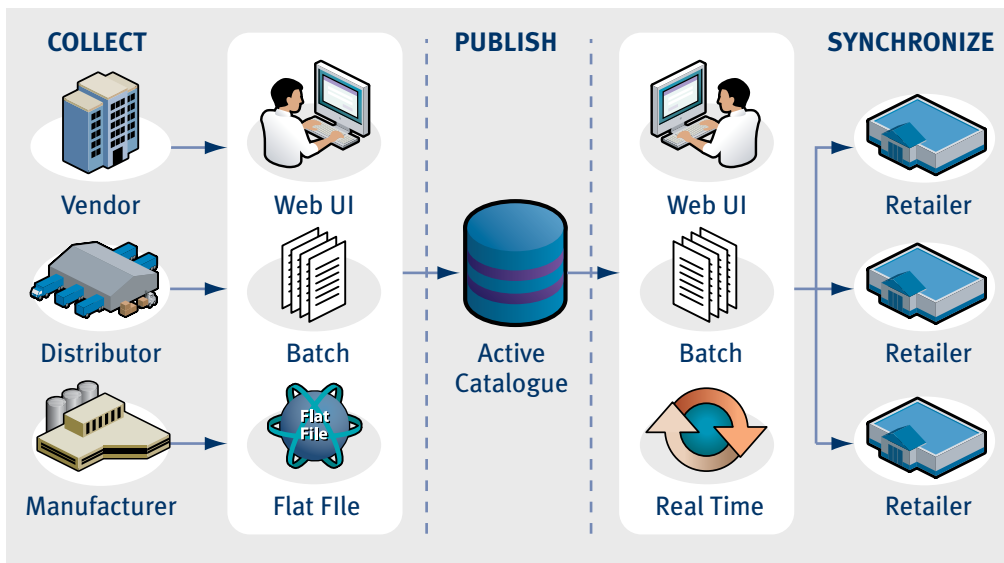 COLLECT
PUBLISH
SYNCHRONIZE
Vendor
Web UI
Web UI
Retailer
Distributor
Batch
Active
Catalogue
Batch
Retailer
Flat
File
Manufacturer
Flat FIle
Real Time
Retailer